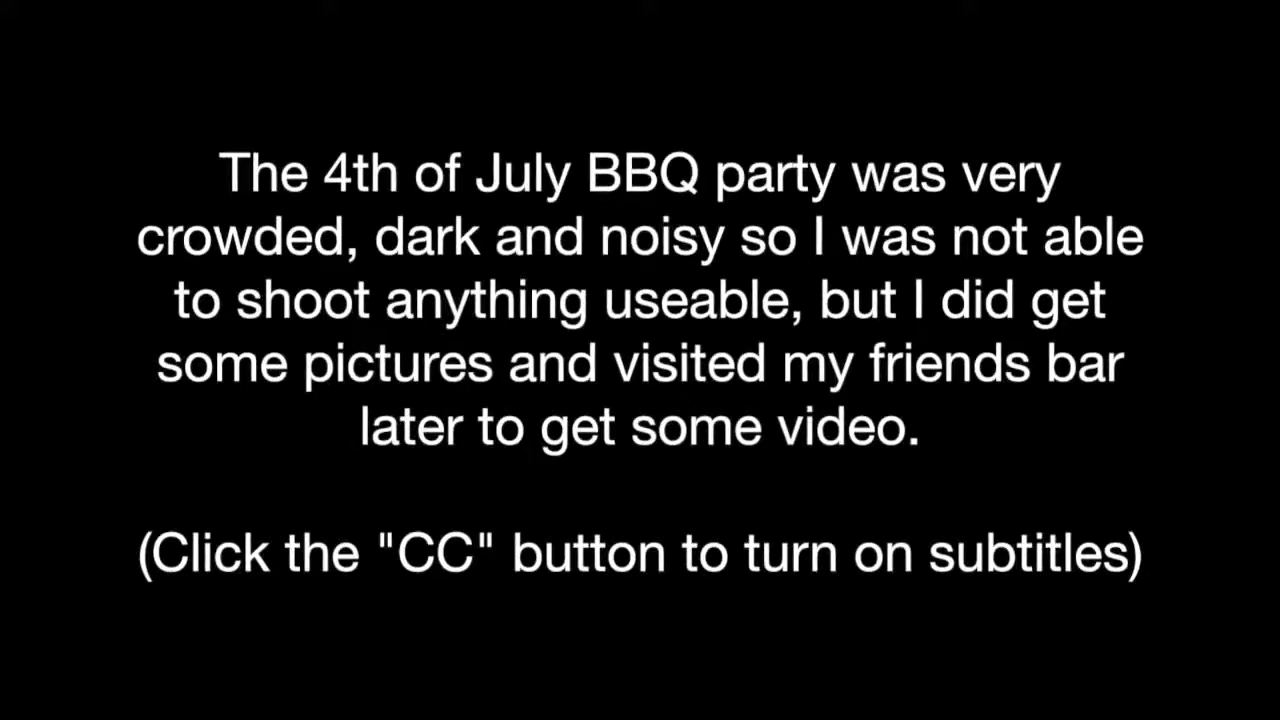 The 4th of July BBQ party was very
crowded, dark and noisy so I was not able
to shoot anything useable, but I did get
some pictures and visited my friends bar
later to get some video.
(Click the "CC" button to turn on subtitles)